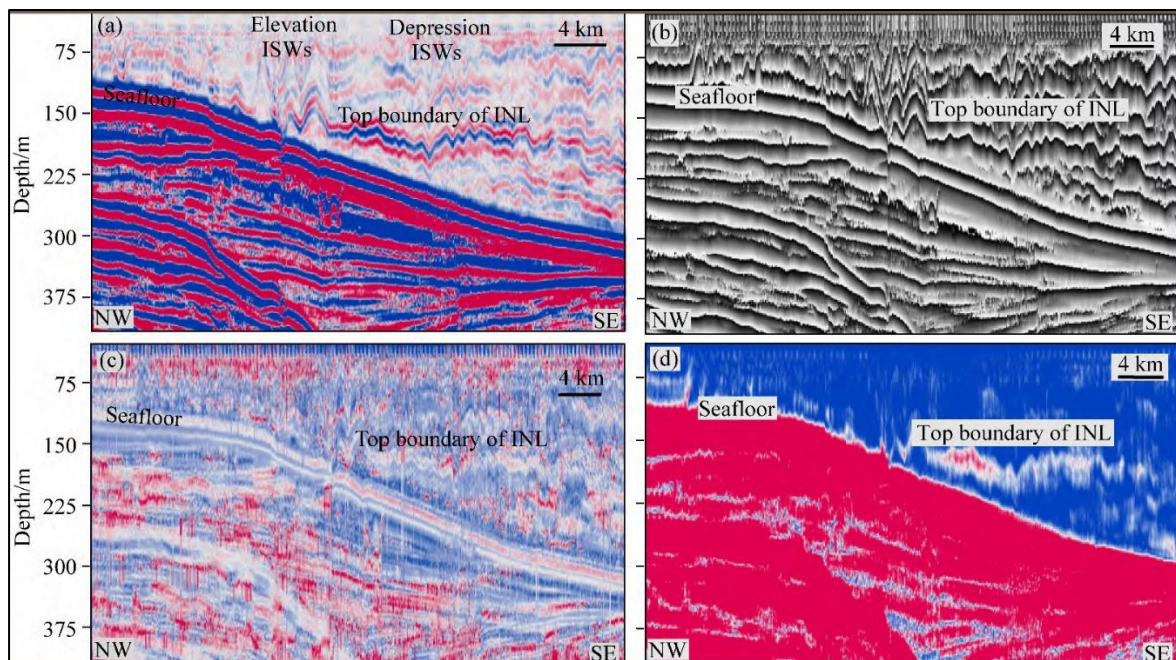 (a)
Elevation
ISWs
Depression
ISWs
4 km
Depth/m
75
150
225
300
375
Seafloor
Top boundary of INL
NW
SE
(b)
4 km
Seafloor
Top boundary of INL
NW
SE
(c)
4 km
Depth/m
75
150
225
300
375
Seafloor
Top boundary of INL
NW
SE
(d)
4 km
Seafloor
Top boundary of INL
NW
SE